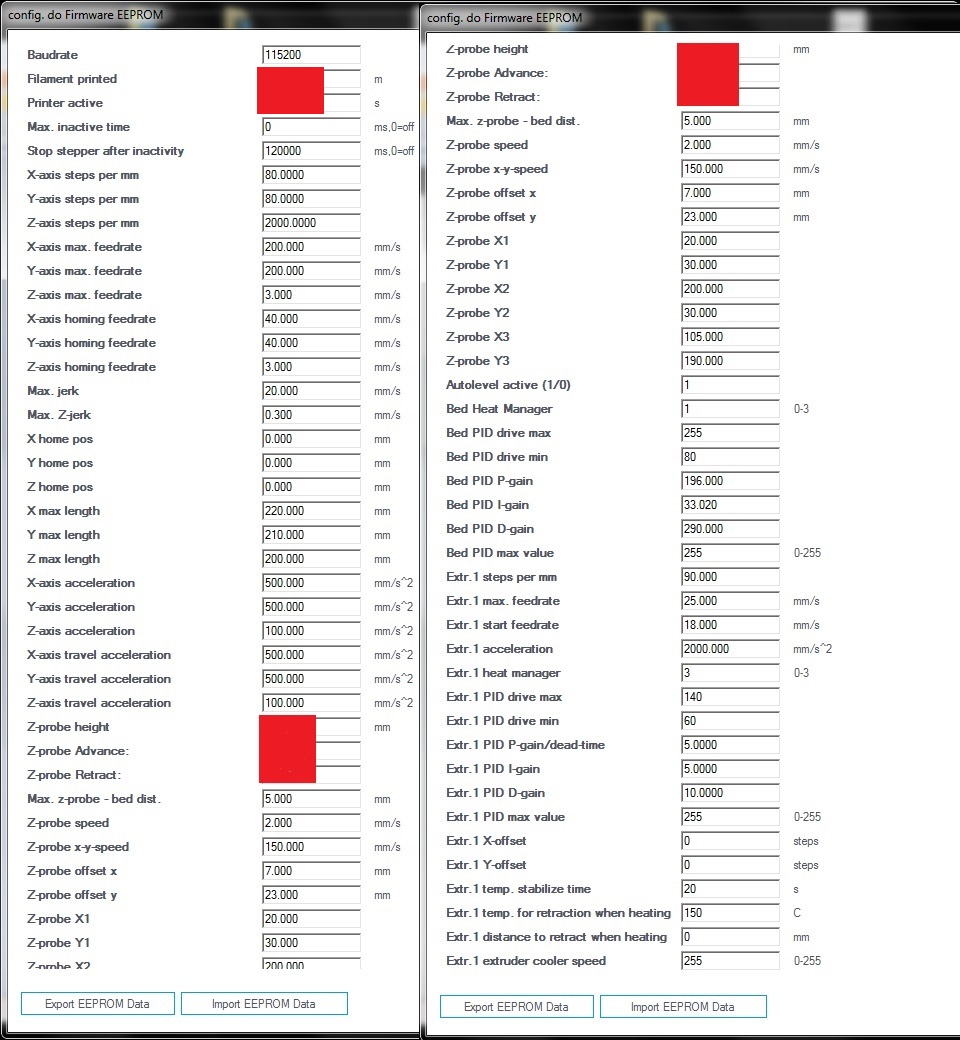 config. do Firmware EEPROM
Baudrate 115200
Filament printed m
Printer active s
Max. inactive time 0 ms,0=off
Stop stepper after inactivity 120000 ms,0=off
X-axis steps per mm 80.0000
Y-axis steps per mm 80.0000
Z-axis steps per mm 2000.0000
X-axis max. feedrate 200.000 mm/s
Y-axis max. feedrate 200.000 mm/s
Z-axis max. feedrate 3.000 mm/s
X-axis homing feedrate 40.000 mm/s
Y-axis homing feedrate 40.000 mm/s
Z-axis homing feedrate 3.000 mm/s
Max. jerk 20.000 mm/s
Max. Z-jerk 0.300 mm/s
X home pos 0.000 mm
Y home pos 0.000 mm
Z home pos 0.000 mm
X max length 220.000 mm
Y max length 210.000 mm
Z max length 200.000 mm
X-axis acceleration 500.000 mm/s^2
Y-axis acceleration 500.000 mm/s^2
Z-axis acceleration 100.000 mm/s^2
X-axis travel acceleration 500.000 mm/s^2
Y-axis travel acceleration 500.000 mm/s^2
Z-axis travel acceleration 100.000 mm/s^2
Z-probe height mm
Z-probe Advance:
Z-probe Retract:
Max. z-probe - bed dist. 5.000 mm
Z-probe speed 2.000 mm/s
Z-probe x-y-speed 150.000 mm/s
Z-probe offset x 7.000 mm
Z-probe offset y 23.000 mm
Z-probe X1 20.000
Z-probe Y1 30.000
Z-probe X2 200.000
Export EEPROM Data Import EEPROM Data
config. do Firmware EEPROM
Z-probe height mm
Z-probe Advance:
Z-probe Retract:
Max. z-probe - bed dist. 5.000 mm
Z-probe speed 2.000 mm/s
Z-probe x-y-speed 150.000 mm/s
Z-probe offset x 7.000 mm
Z-probe offset y 23.000 mm
Z-probe X1 20.000
Z-probe Y1 30.000
Z-probe X2 200.000
Z-probe Y2 30.000
Z-probe X3 105.000
Z-probe Y3 190.000
Autolevel active (1/0) 1
Bed Heat Manager 1 0-3
Bed PID drive max 255
Bed PID drive min 80
Bed PID P-gain 196.000
Bed PID I-gain 33.020
Bed PID D-gain 290.000
Bed PID max value 255 0-255
Extr.1 steps per mm 90.000
Extr.1 max. feedrate 25.000 mm/s
Extr.1 start feedrate 18.000 mm/s
Extr.1 acceleration 2000.000 mm/s^2
Extr.1 heat manager 3 0-3
Extr.1 PID drive max 140
Extr.1 PID drive min 60
Extr.1 PID P-gain/dead-time 5.0000
Extr.1 PID I-gain 5.0000
Extr.1 PID D-gain 10.0000
Extr.1 PID max value 255 0-255
Extr.1 X-offset 0 steps
Extr.1 Y-offset 0 steps
Extr.1 temp. stabilize time 20 s
Extr.1 temp. for retraction when heating 150 C
Extr.1 distance to retract when heating 0 mm
Extr.1 extruder cooler speed 255 0-255
Export EEPROM Data Import EEPROM Data